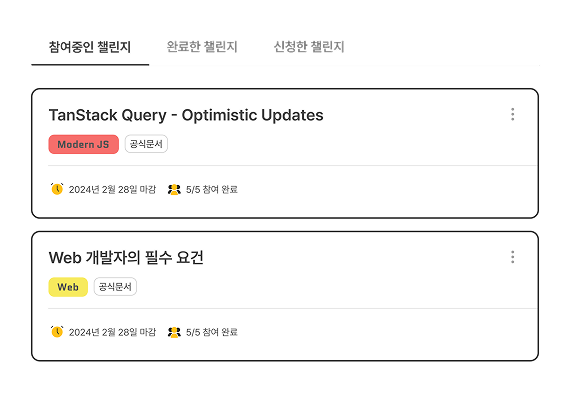 참여중인 챌린지 완료한 챌린지 신청한 챌린지
TanStack Query - Optimistic Updates
Modern JS 공식문서
2024년 2월 28일 마감 5/5 참여 완료
Web 개발자의 필수 요건
Web 공식문서
2024년 2월 28일 마감 5/5 참여 완료